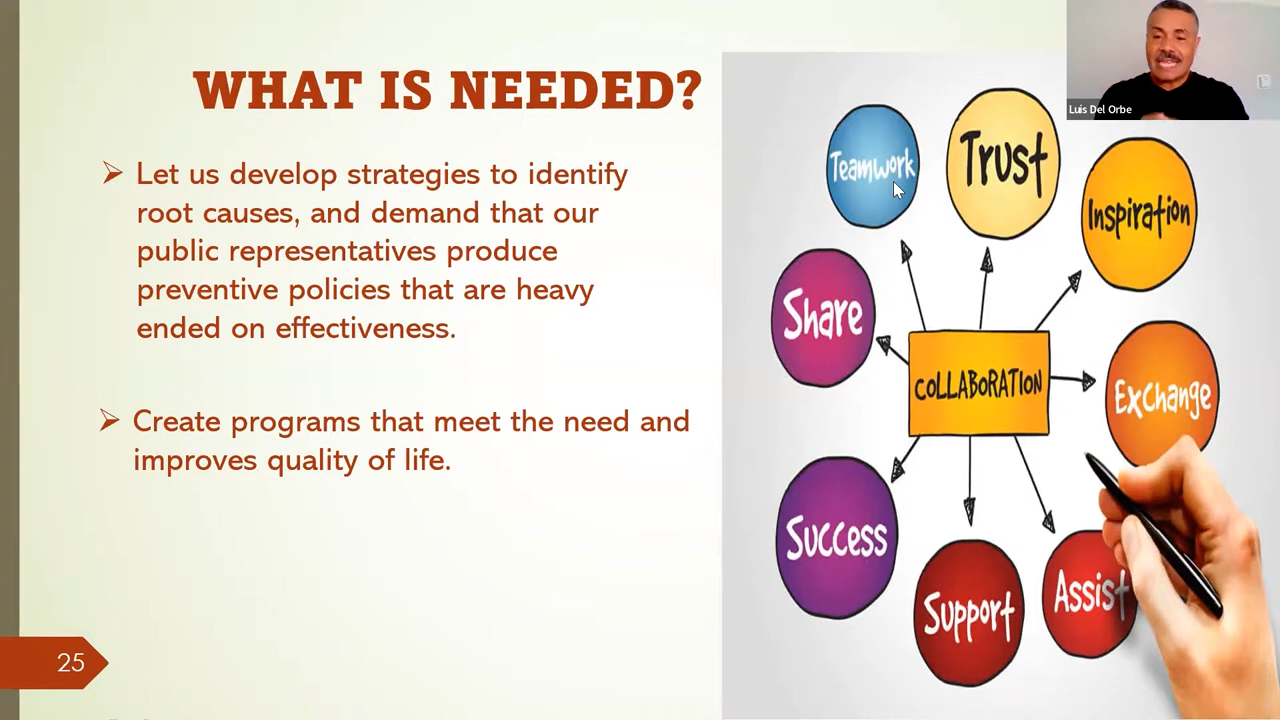 WHAT IS NEEDED?
Let us develop strategies to identify
root causes, and demand that our
public representatives produce
preventive policies that are heavy
ended on effectiveness.
Create programs that meet the need and
improves quality of life.
25
Teamwork
Trust
Inspiration
Share
COLLABORATION
ExChange
Success
Support
Assist
Luis Del Orbe